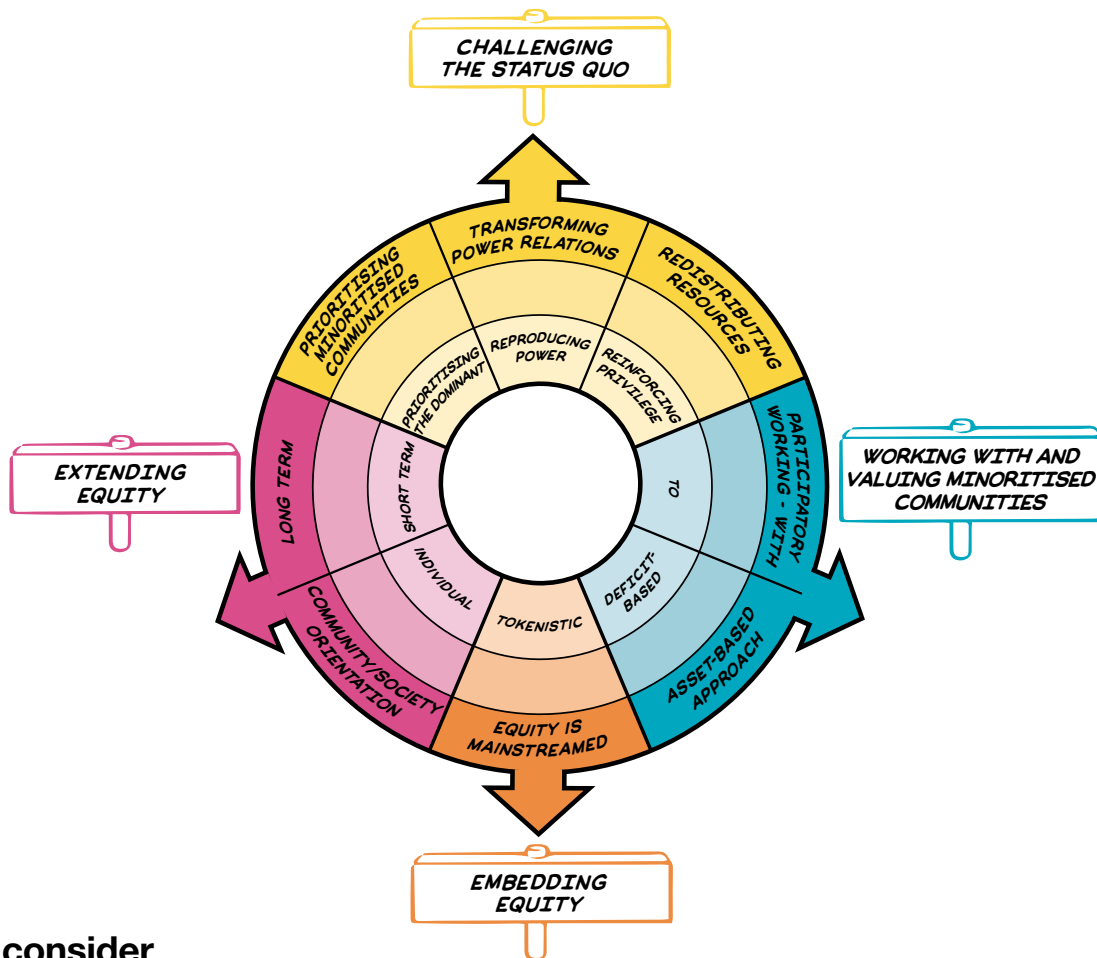 CHALLENGING
THE STATUS QUO
TRANSFORMING
POWER RELATIONS
PRIORITISING
MINORITISED
COMMUNITIES
REDISTRIBUTING
RESOURCES
REPRODUCING
POWER
PRIORITISING
THE DOMINANT
REINFORCING
PRIVILEGE
EXTENDING
EQUITY
LONG TERM
SHORT TERM
TO
PARTICIPATORY
WORKING - WITH
WORKING WITH AND
VALUING MINORITISED
COMMUNITIES
INDIVIDUAL
COMMUNITY/SOCIETY
ORIENTATION
TOKENISTIC
DEFICIT-
BASED
ASSET-BASED
APPROACH
EQUITY IS
MAINSTREAMED
EMBEDDING
EQUITY
consider